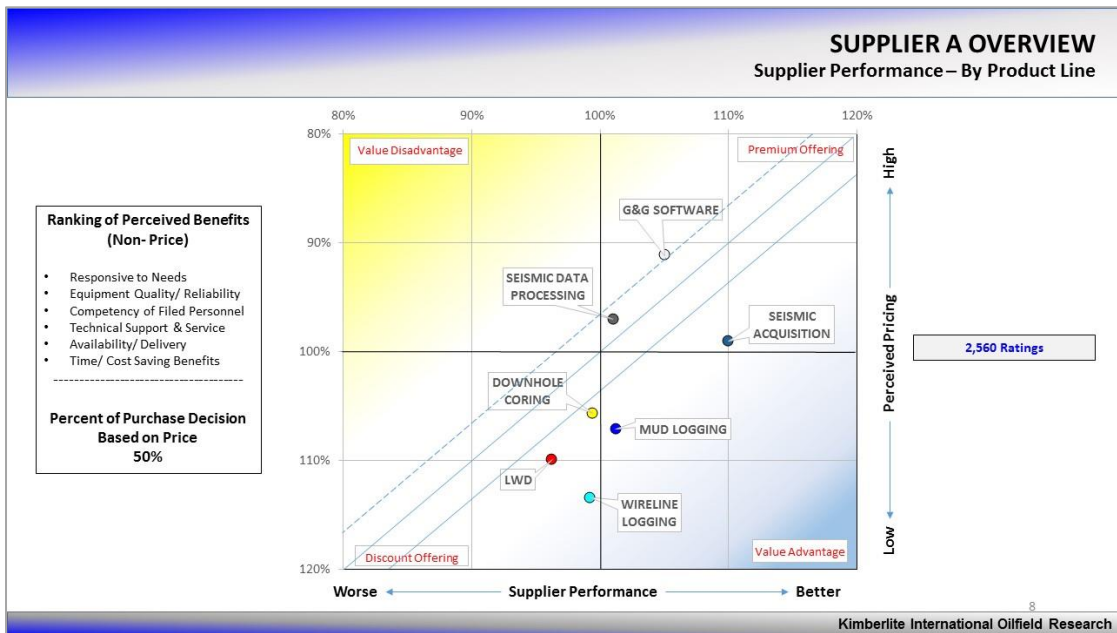 SUPPLIER A OVERVIEW
Supplier Performance – By Product Line
80%
90%
100%
110%
120%
80%
90%
100%
110%
120%
Value Disadvantage
Premium Offering
Discount Offering
Value Advantage
G&G SOFTWARE
SEISMIC DATA
PROCESSING
SEISMIC
ACQUISITION
DOWNHOLE
CORING
MUD LOGGING
LWD
WIRELINE
LOGGING
Ranking of Perceived Benefits
(Non- Price)
• Responsive to Needs
• Equipment Quality/ Reliability
• Competency of Filed Personnel
• Technical Support & Service
• Availability/ Delivery
• Time/ Cost Saving Benefits
--------------------------------------
Percent of Purchase Decision
Based on Price
50%
High
Perceived Pricing
Low
2,560 Ratings
Worse
Supplier Performance
Better
8
Kimberlite International Oilfield Research